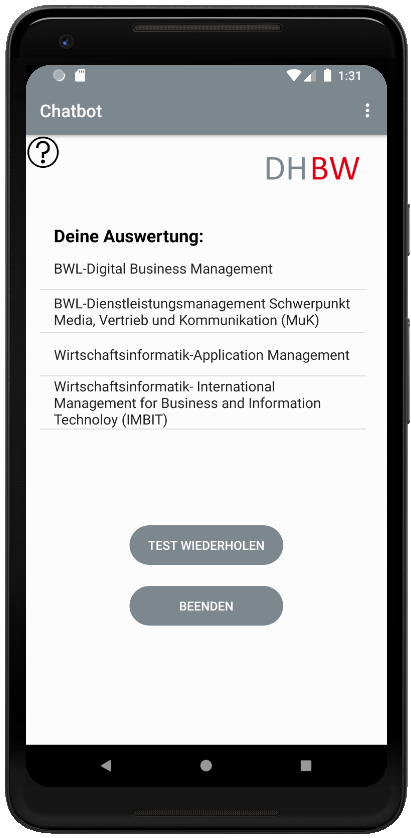 1:31
Chatbot
?
DHBW
Deine Auswertung:
BWL-Digital Business Management
BWL-Dienstleistungsmanagement Schwerpunkt
Media, Vertrieb und Kommunikation (MuK)
Wirtschaftsinformatik-Application Management
Wirtschaftsinformatik- International
Management for Business and Information
Technoloy (IMBIT)
TEST WIEDERHOLEN
BEENDEN